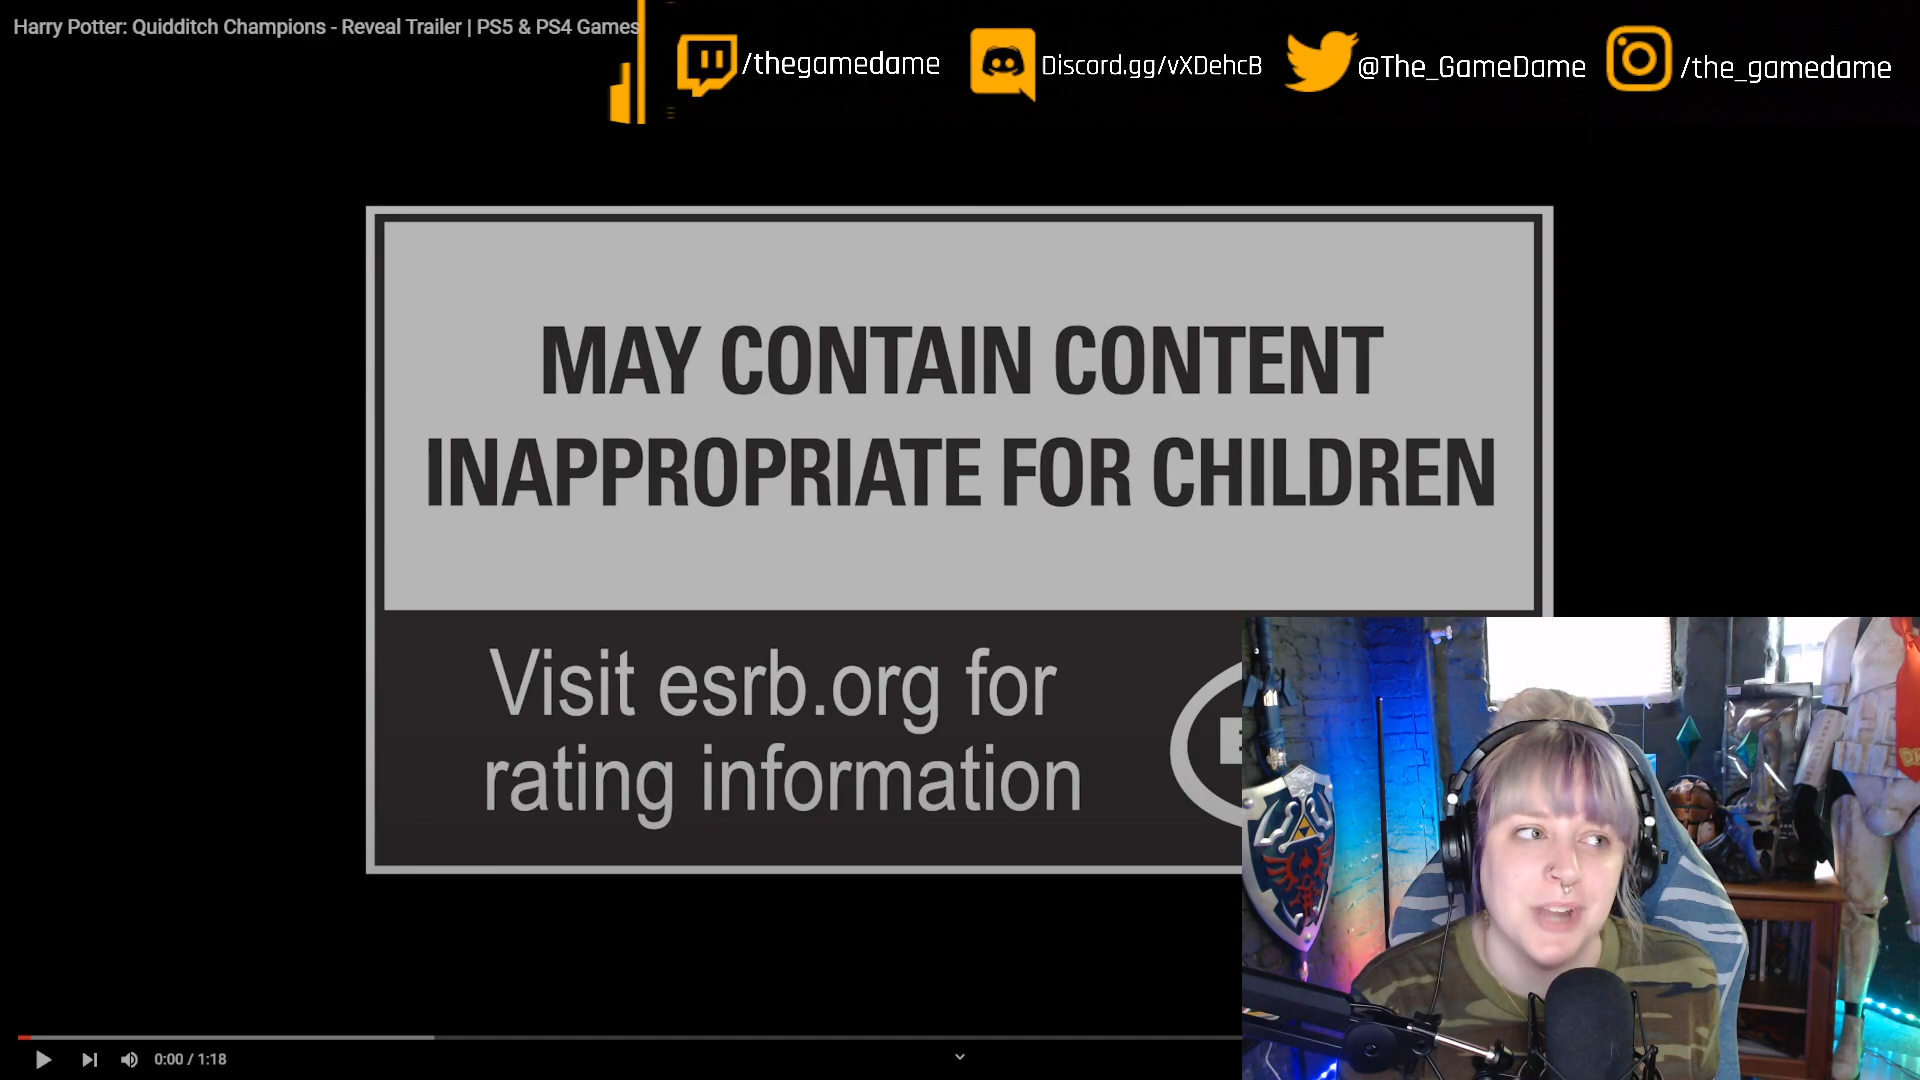 Harry Potter: Quidditch Champions - Reveal Trailer | PS5 & PS4 Games
/thegamedame
Discord.gg/vXDehcB
@The_GameDame
/the_gamedame
MAY CONTAIN CONTENT
INAPPROPRIATE FOR CHILDREN
Visit esrb.org for
rating information
0:00 / 1:18